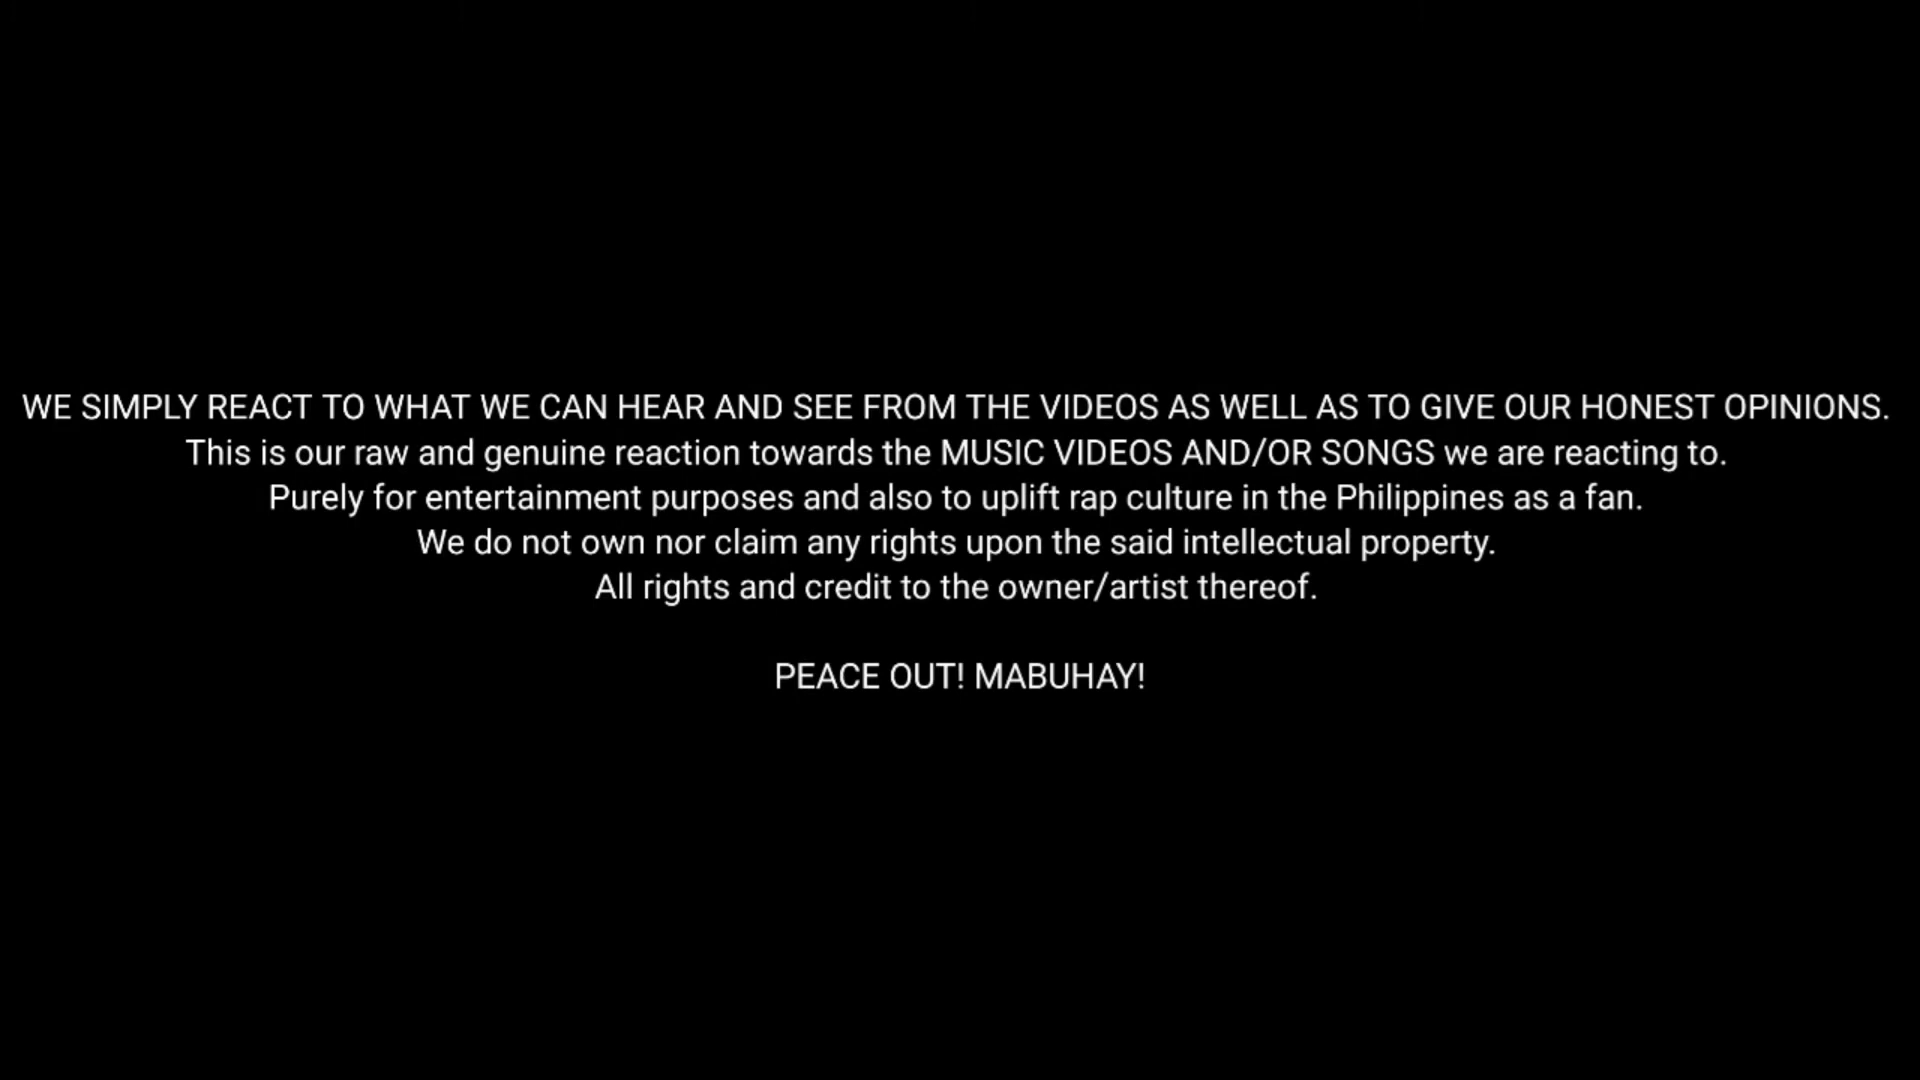 WE SIMPLY REACT TO WHAT WE CAN HEAR AND SEE FROM THE VIDEOS AS WELL AS TO GIVE OUR HONEST OPINIONS.
This is our raw and genuine reaction towards the MUSIC VIDEOS AND/OR SONGS we are reacting to.
Purely for entertainment purposes and also to uplift rap culture in the Philippines as a fan.
We do not own nor claim any rights upon the said intellectual property.
All rights and credit to the owner/artist thereof.
PEACE OUT! MABUHAY!